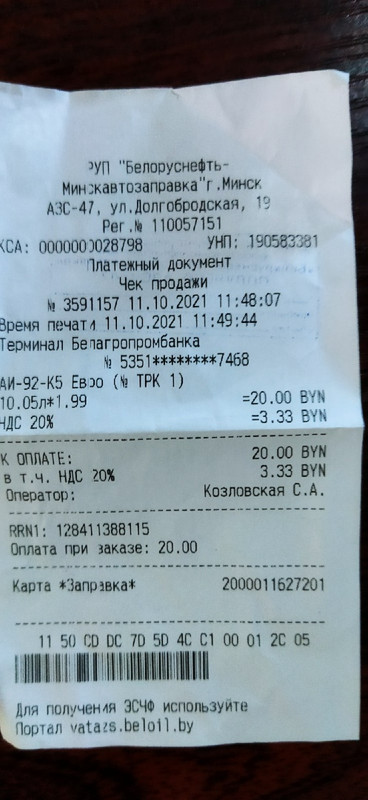 РУП "Белоруснефть-
Минскавтозаправка"г.Минск
АЗС-47, ул.Долгобродская, 19
Рег.№ 110057151
КСА: 0000000028798 УНП: 190583381
Платежный документ
Чек продажи
№ 3591157 11.10.2021 11:48:07
Время печати 11.10.2021 11:49:44
Терминал Белагропромбанка
№ 5351********7468
АИ-92-К5 Евро (№ ТРК 1)
10.05л*1.99 =20.00 BYN
НДС 20% =3.33 BYN
К ОПЛАТЕ: 20.00 BYN
в т.ч. НДС 20% 3.33 BYN
Оператор: Козловская С.А.
RRN1: 128411388115
Оплата при заказе: 20.00
Карта *Заправка* 2000011627201
11 50 CD DC 7D 5D 4C C1 00 01 2C 05
Для получения ЭСЧФ используйте
Портал vatazs.beloil.by